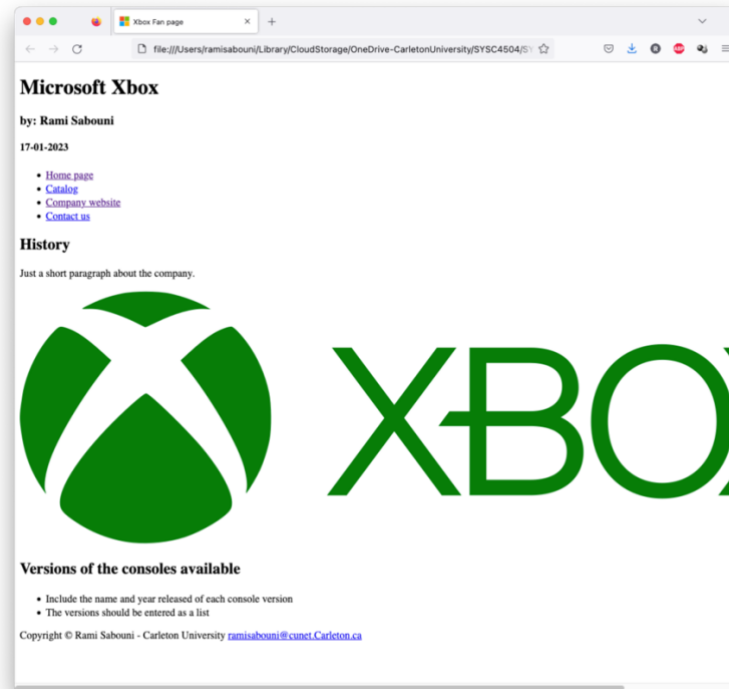 Xbox Fan page
file:///Users/ramisabouni/Library/CloudStorage/OneDrive-CarletonUniversity/SYSC4504/
Microsoft Xbox
by: Rami Sabouni
17-01-2023
Home page
Catalog
Company website
Contact us
History
Just a short paragraph about the company.
XBOX
Versions of the consoles available
Include the name and year released of each console version
The versions should be entered as a list
Copyright © Rami Sabouni - Carleton University ramisabouni@cunet.Carleton.ca